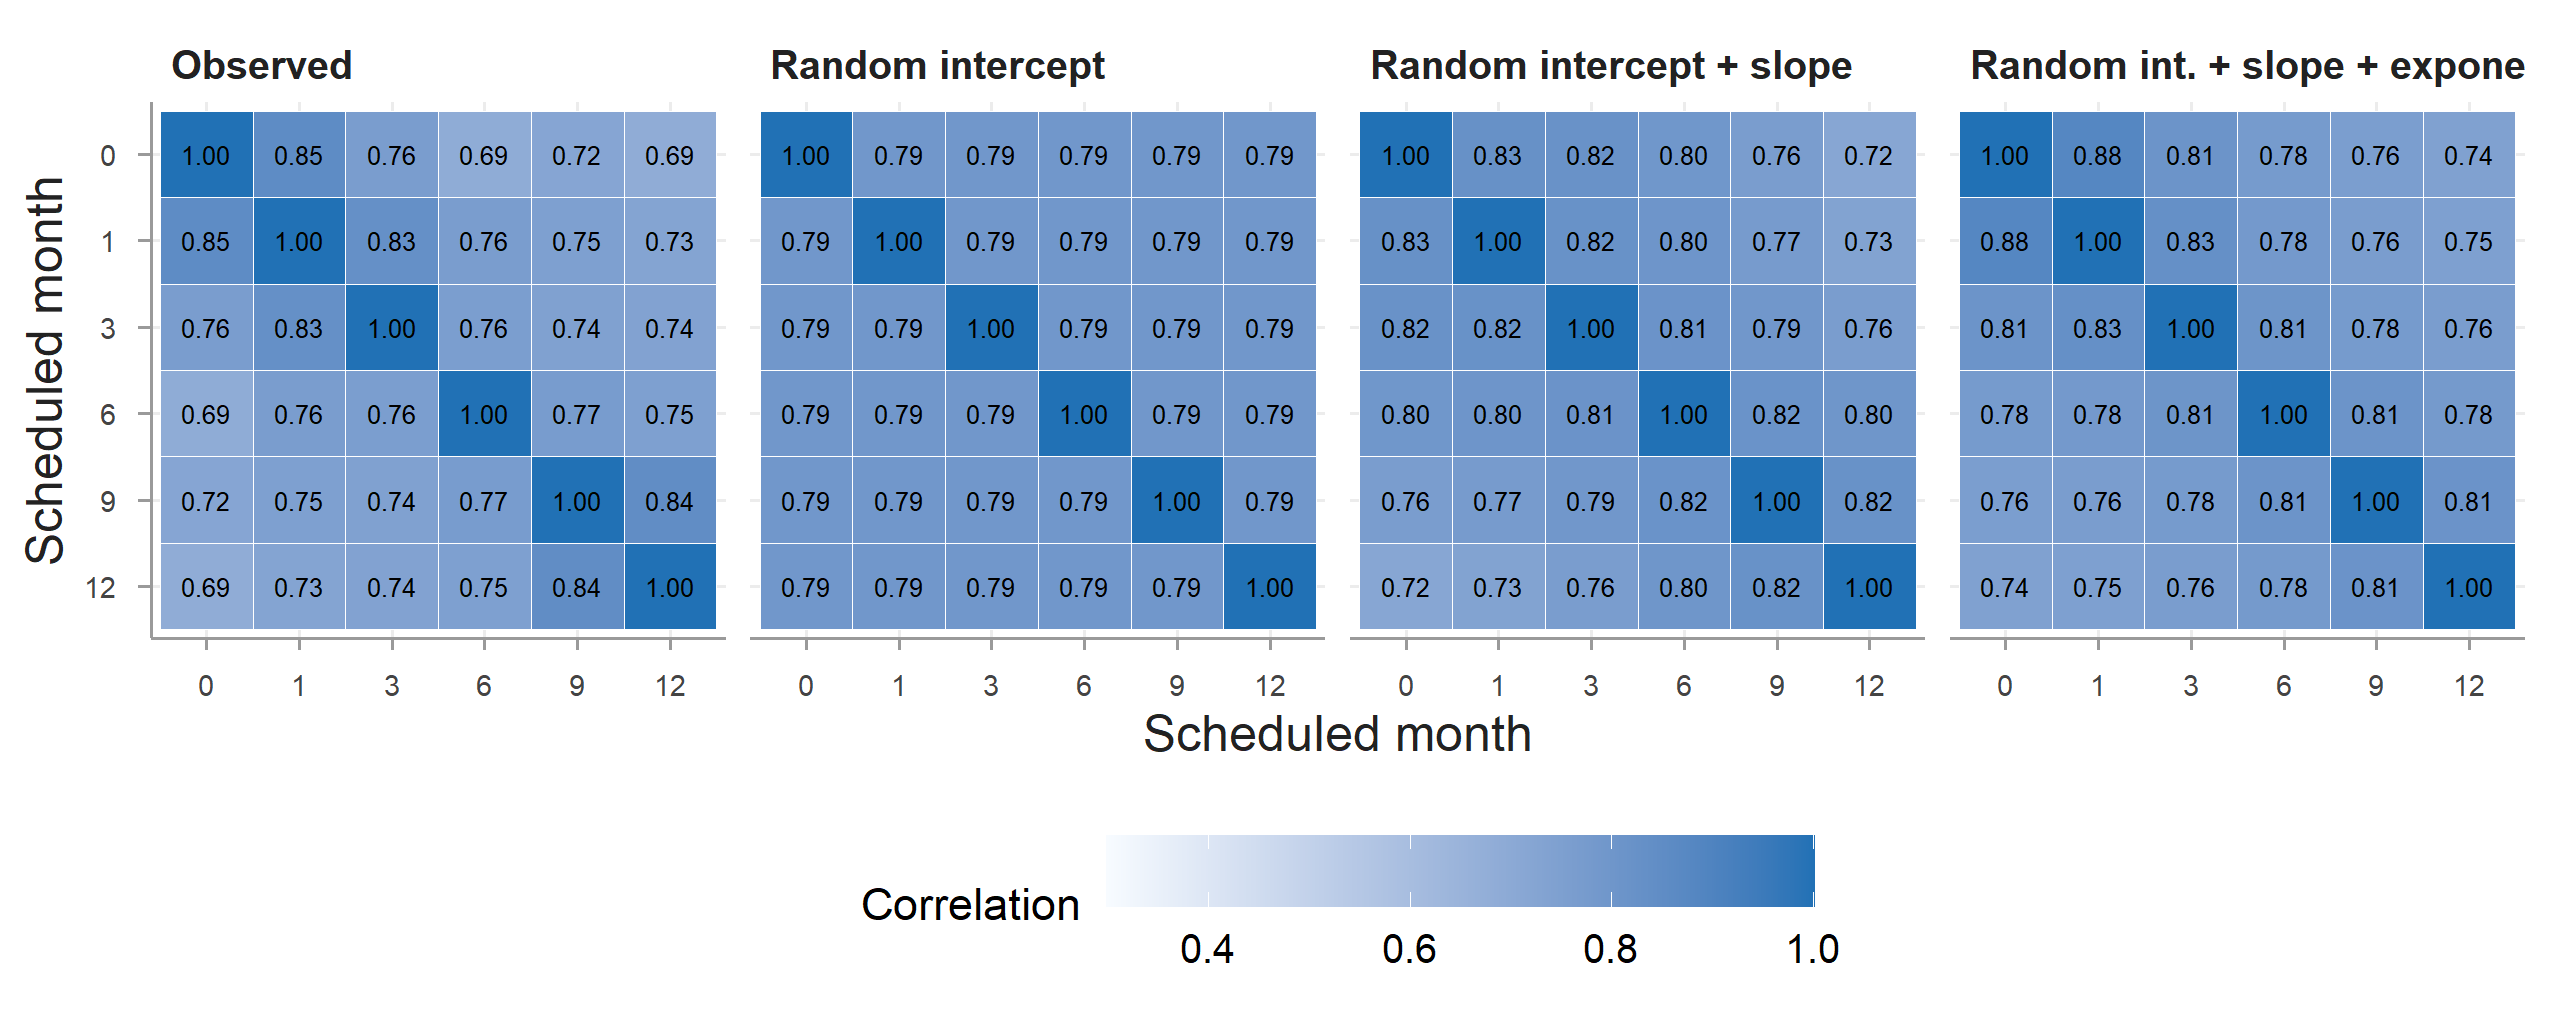 Observed Random intercept Random intercept + slope Random int. + slope + expone
Scheduled month
0 1.00 0.85 0.76 0.69 0.72 0.69 1.00 0.79 0.79 0.79 0.79 0.79 1.00 0.83 0.82 0.80 0.76 0.72 1.00 0.88 0.81 0.78 0.76 0.74
1 0.85 1.00 0.83 0.76 0.75 0.73 0.79 1.00 0.79 0.79 0.79 0.79 0.83 1.00 0.82 0.80 0.77 0.73 0.88 1.00 0.83 0.78 0.76 0.75
3 0.76 0.83 1.00 0.76 0.74 0.74 0.79 0.79 1.00 0.79 0.79 0.79 0.82 0.82 1.00 0.81 0.79 0.76 0.81 0.83 1.00 0.81 0.78 0.76
6 0.69 0.76 0.76 1.00 0.77 0.75 0.79 0.79 0.79 1.00 0.79 0.79 0.80 0.80 0.81 1.00 0.82 0.80 0.78 0.78 0.81 1.00 0.81 0.78
9 0.72 0.75 0.74 0.77 1.00 0.84 0.79 0.79 0.79 0.79 1.00 0.79 0.76 0.77 0.79 0.82 1.00 0.82 0.76 0.76 0.78 0.81 1.00 0.81
12 0.69 0.73 0.74 0.75 0.84 1.00 0.79 0.79 0.79 0.79 0.79 1.00 0.72 0.73 0.76 0.80 0.82 1.00 0.74 0.75 0.76 0.78 0.81 1.00
0 1 3 6 9 12 0 1 3 6 9 12 0 1 3 6 9 12 0 1 3 6 9 12
Scheduled month
Correlation
0.4 0.6 0.8 1.0